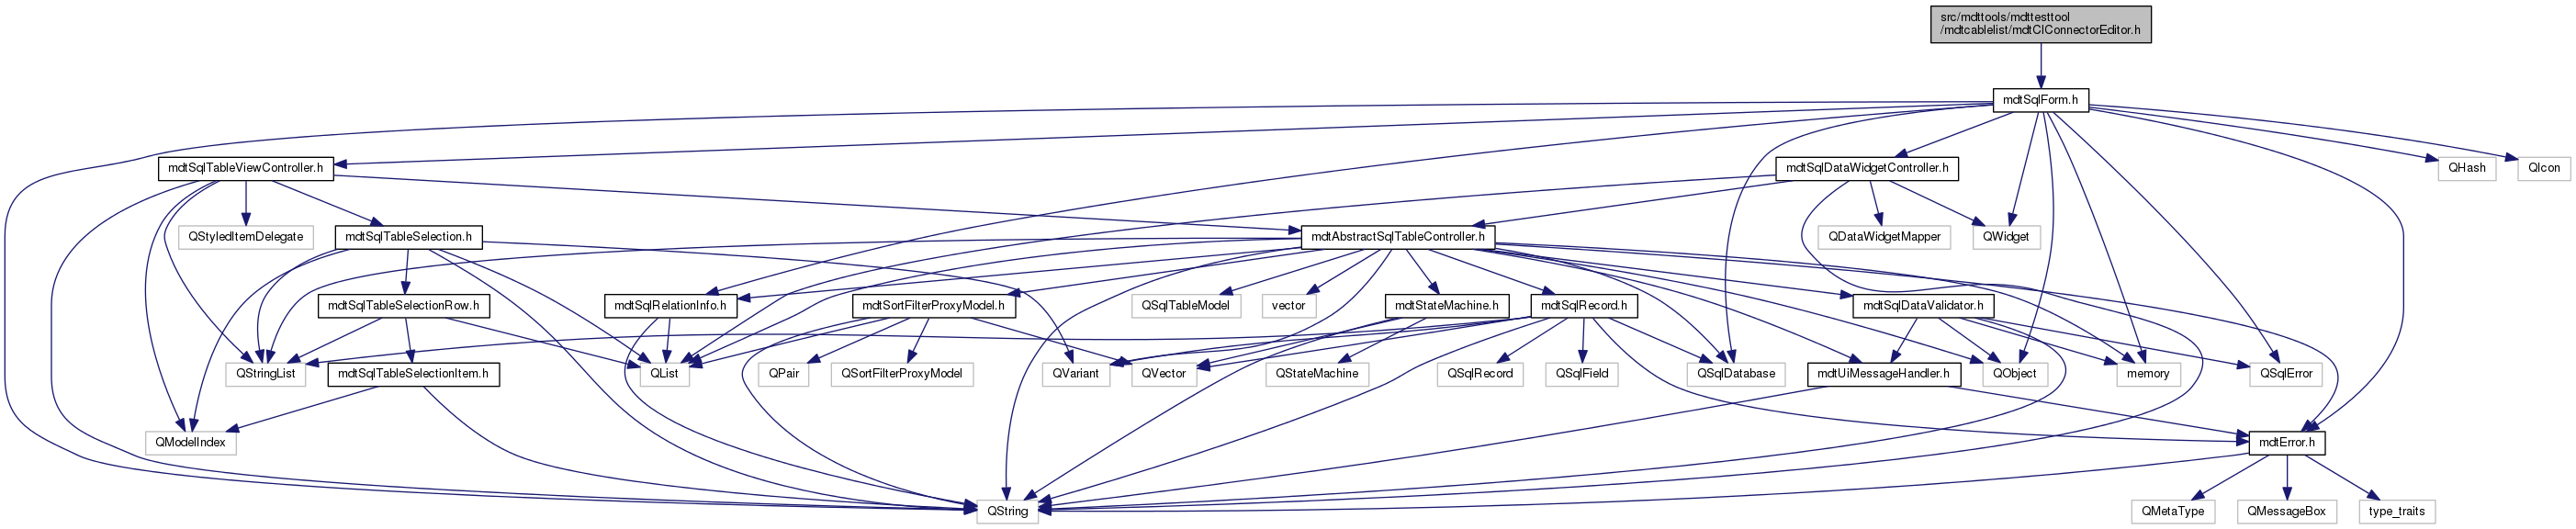 src/mdttools/mdttesttool
/mdtcablelist/mdtClConnectorEditor.h
mdtSqlForm.h
mdtSqlTableViewController.h
mdtSqlDataWidgetController.h
QHash
QIcon
QStyledItemDelegate
mdtSqlTableSelection.h
mdtAbstractSqlTableController.h
QDataWidgetMapper
QWidget
mdtSqlTableSelectionRow.h
mdtSqlRelationInfo.h
mdtSortFilterProxyModel.h
QSqlTableModel
vector
mdtStateMachine.h
mdtSqlRecord.h
mdtSqlDataValidator.h
QStringList
mdtSqlTableSelectionItem.h
QList
QPair
QSortFilterProxyModel
QVariant
QVector
QStateMachine
QSqlRecord
QSqlField
QSqlDatabase
mdtUiMessageHandler.h
QObject
memory
QSqlError
QModelIndex
mdtError.h
QString
QMetaType
QMessageBox
type_traits